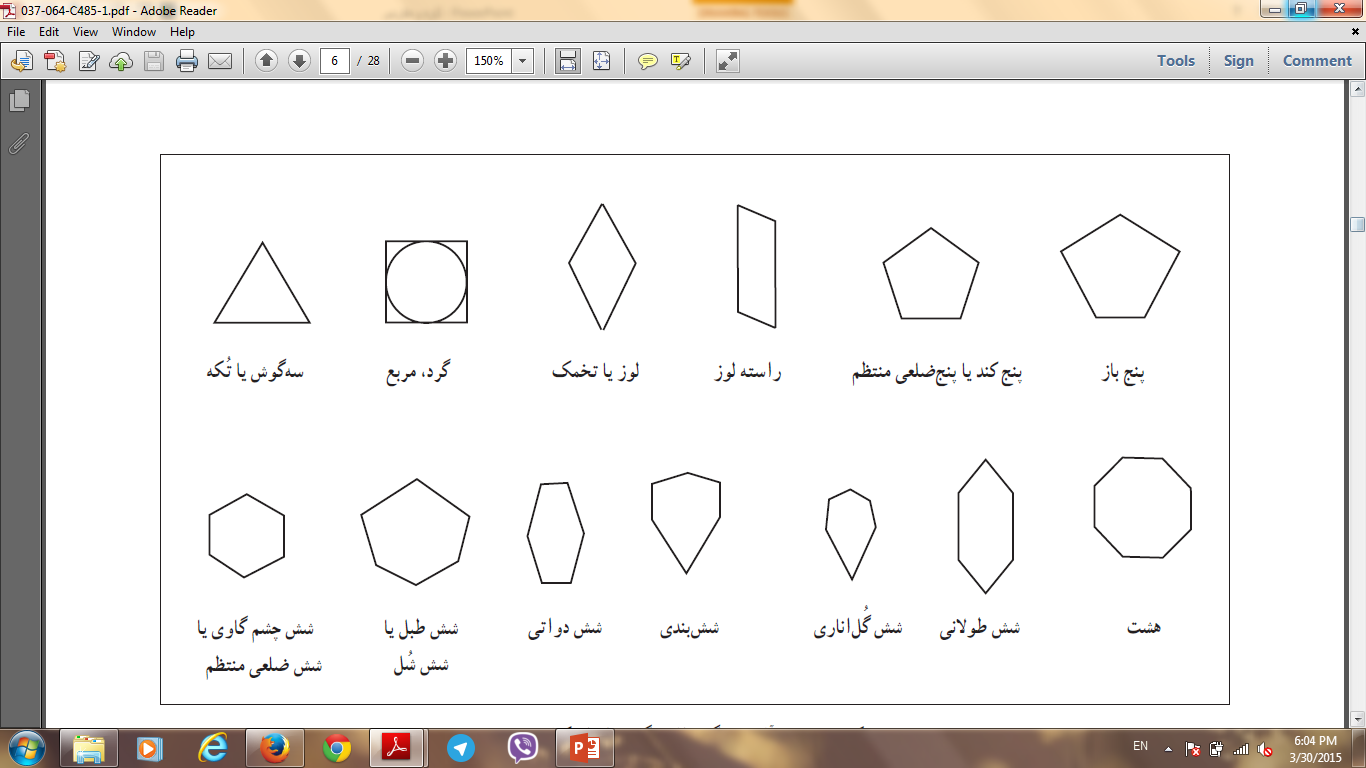 037-064-C485-1.pdf - Adobe Reader
File Edit View Window Help
6 / 28 150% Tools Sign Comment
پنج باز
پنج کند یا پنج‌ضلعی منتظم
راسته لوز
لوز یا تخمک
گرد، مربع
سه‌گوش یا تُکه
هشت
شش طولانی
شش گُل‌اناری
شش‌بندی
شش دواتی
شش طبل یا
شش شُل
شش چشم گاوی یا
شش ضلعی منتظم
EN
6:04 PM
3/30/2015